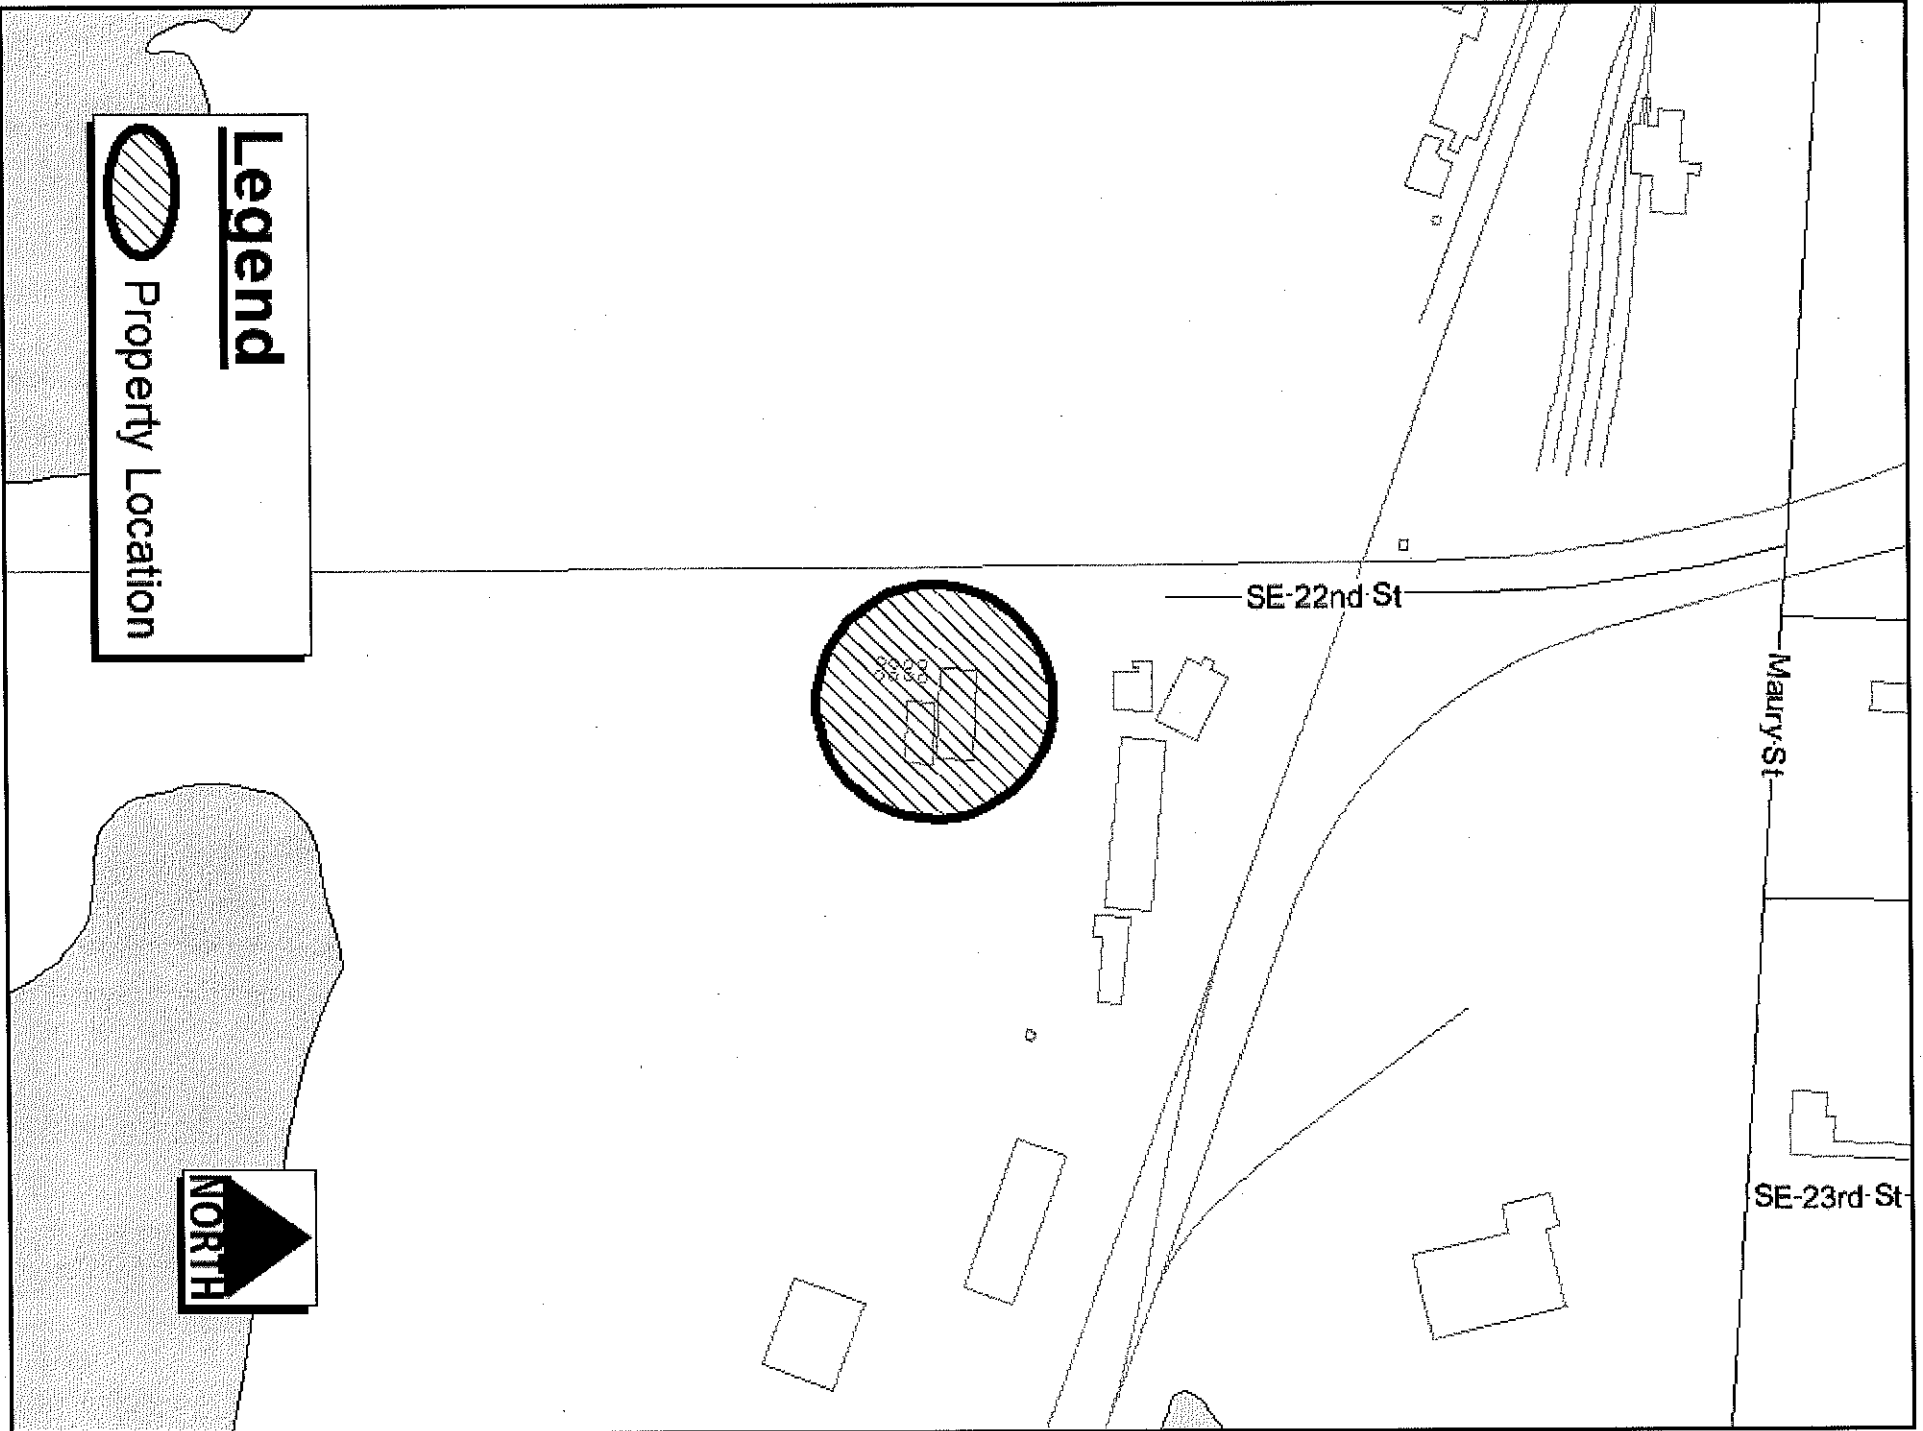 SE-22nd-St
Maury-St
SE-23rd-St
Legend
Property Location
NORTH